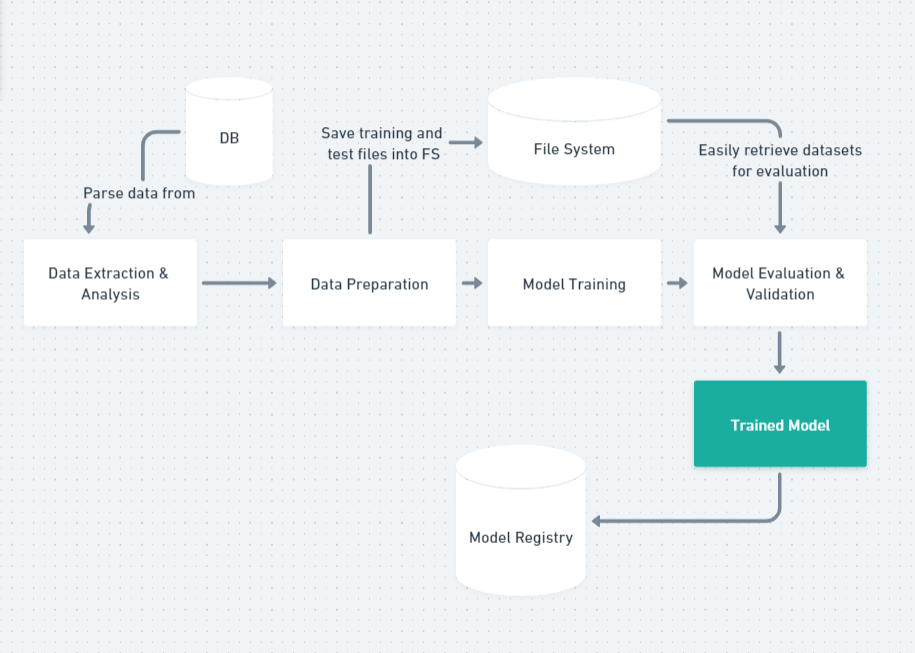 DB
Save training and
test files into FS
File System
Easily retrieve datasets
for evaluation
Parse data from
Data Extraction &
Analysis
Data Preparation
Model Training
Model Evaluation &
Validation
Trained Model
Model Registry